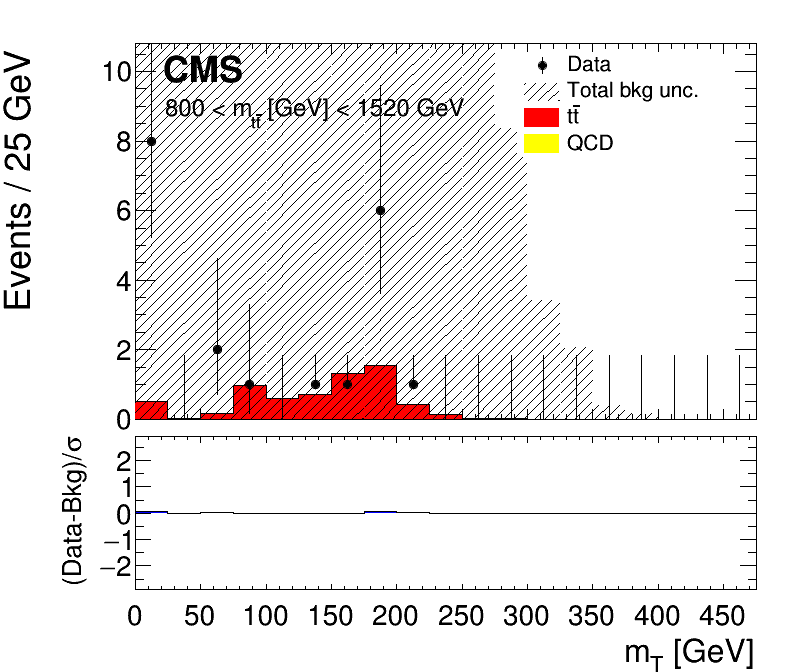 CMS
800 < m_tt̄ [GeV] < 1520 GeV
Data
Total bkg unc.
tt̄
QCD
Events / 25 GeV
10
8
6
4
2
0
(Data-Bkg)/σ
2
1
0
−1
−2
0 50 100 150 200 250 300 350 400 450
m_T [GeV]